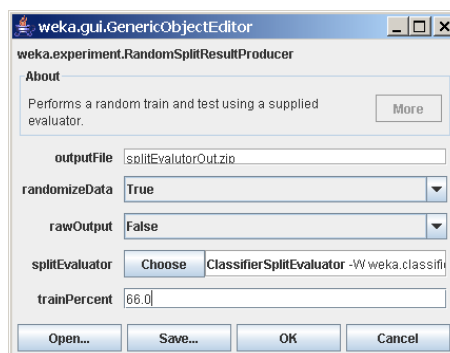 weka.gui.GenericObjectEditor
weka.experiment.RandomSplitResultProducer
About
Performs a random train and test using a supplied
evaluator.
More
outputFile splitEvalutorOut.zip
randomizeData True
rawOutput False
splitEvaluator Choose ClassifierSplitEvaluator -W weka.classifi
trainPercent 66.0
Open... Save... OK Cancel